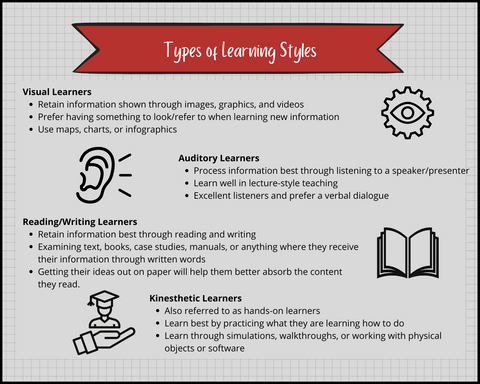 Types of Learning Styles
Visual Learners
• Retain information shown through images, graphics, and videos
• Prefer having something to look/refer to when learning new information
• Use maps, charts, or infographics
Auditory Learners
• Process information best through listening to a speaker/presenter
• Learn well in lecture-style teaching
• Excellent listeners and prefer a verbal dialogue
Reading/Writing Learners
• Retain information best through reading and writing
• Examining text, books, case studies, manuals, or anything where they receive
their information through written words
• Getting their ideas out on paper will help them better absorb the content
they read.
Kinesthetic Learners
• Also referred to as hands-on learners
• Learn best by practicing what they are learning how to do
• Learn through simulations, walkthroughs, or working with physical
objects or software